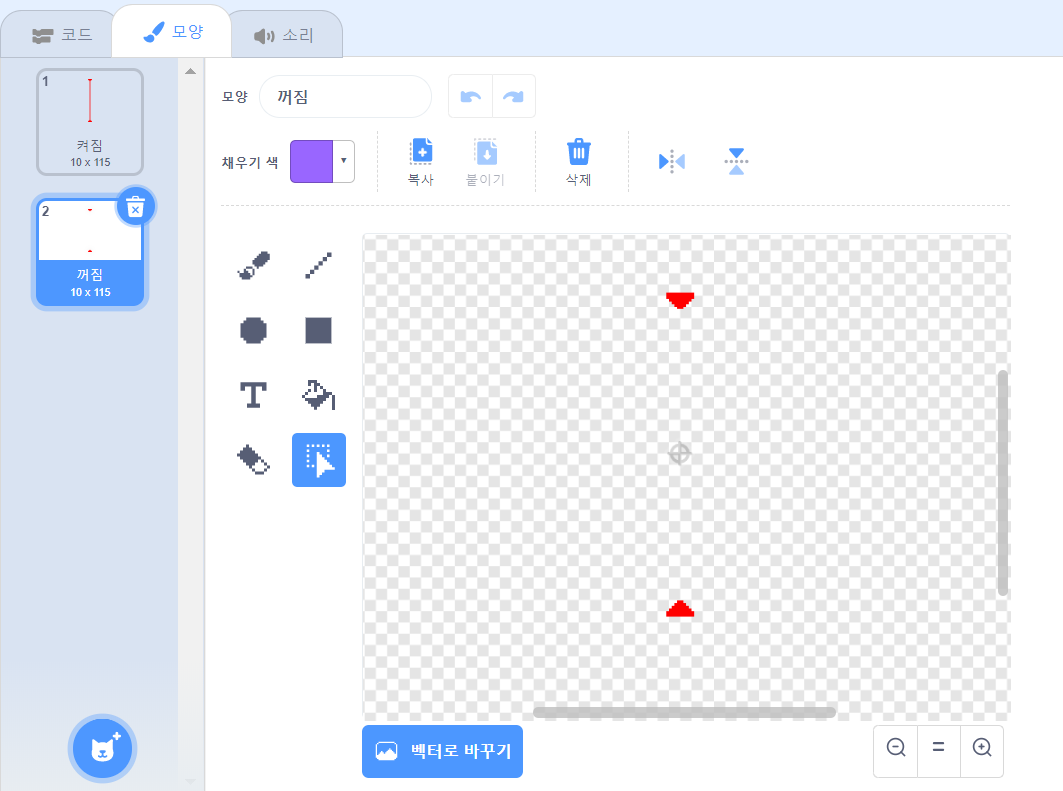 코드
모양
소리
1
켜짐
10 x 115
2
꺼짐
10 x 115
모양
꺼짐
채우기 색
복사
붙이기
삭제
벡터로 바꾸기